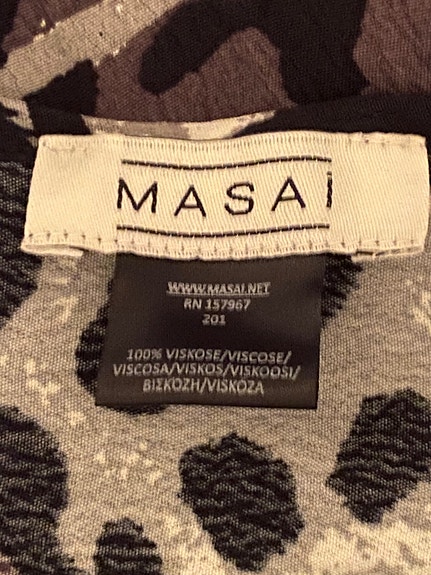 MASAI
WWW.MASAI.NET
RN 157967
201
100% VISKOSE/VISCOSE/
VISCOSA/VISKOS/VISKOOSI/
ΒΙΣΚΟΖΗ/VISKÓZA